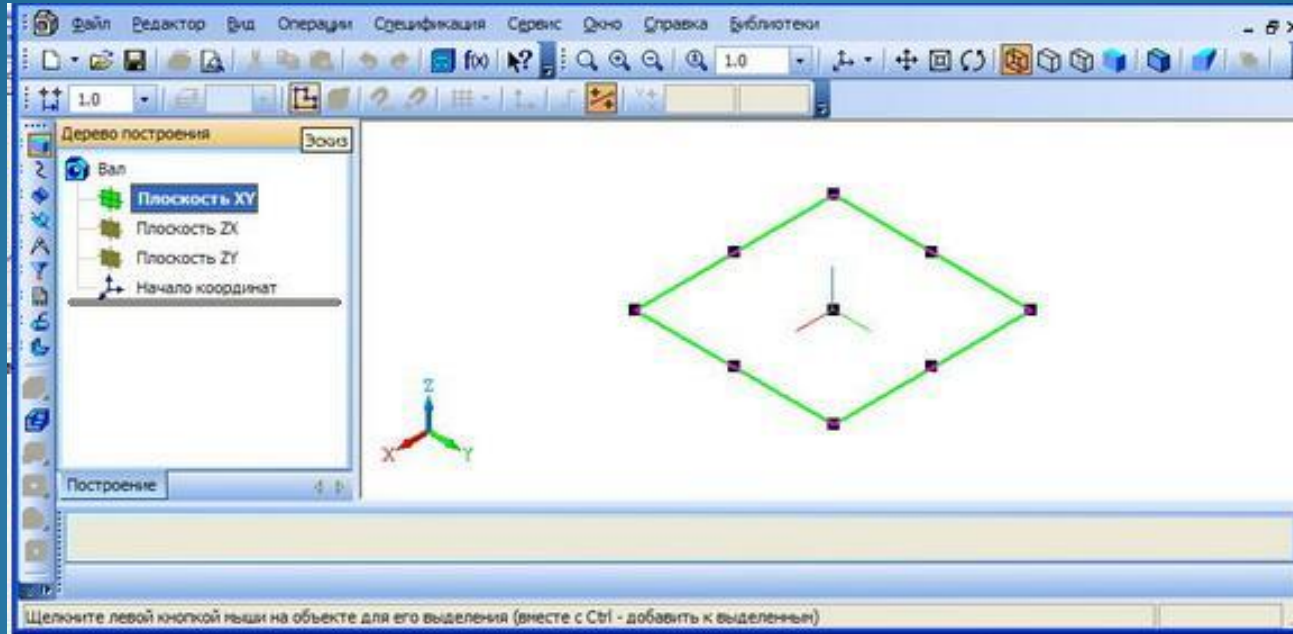 Файл Редактор Вид Операции Спецификация Сервис Окно Справка Библиотеки
f(x) ? 1.0
1.0
Дерево построения
Эскиз
Вал
Плоскость XY
Плоскость ZX
Плоскость ZY
Начало координат
Z
X Y
Построение
Щелкните левой кнопкой мыши на объекте для его выделения (вместе с Ctrl - добавить к выделенным)